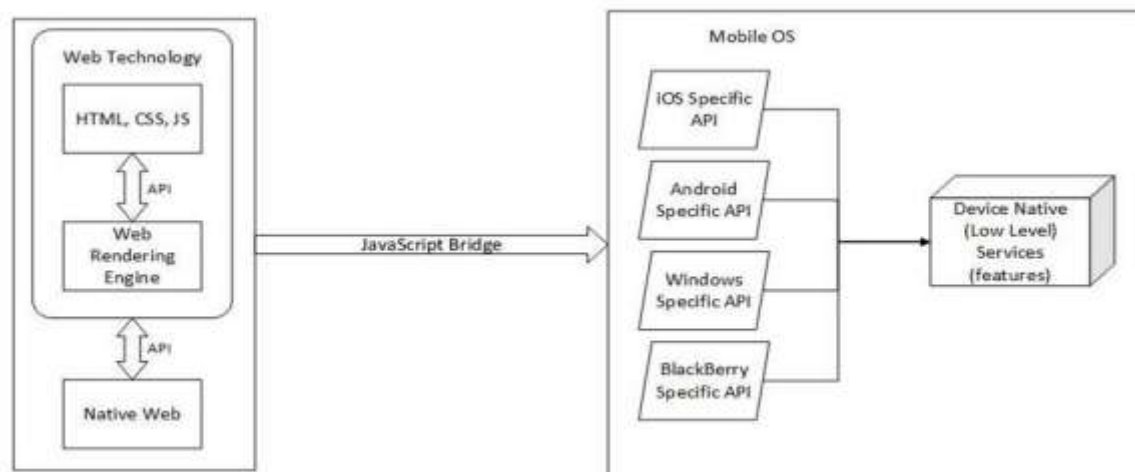 Web Technology
HTML, CSS, JS
API
Web
Rendering
Engine
API
Native Web
JavaScript Bridge
Mobile OS
iOS Specific
API
Android
Specific API
Windows
Specific API
BlackBerry
Specific API
Device Native
(Low Level)
Services
(features)